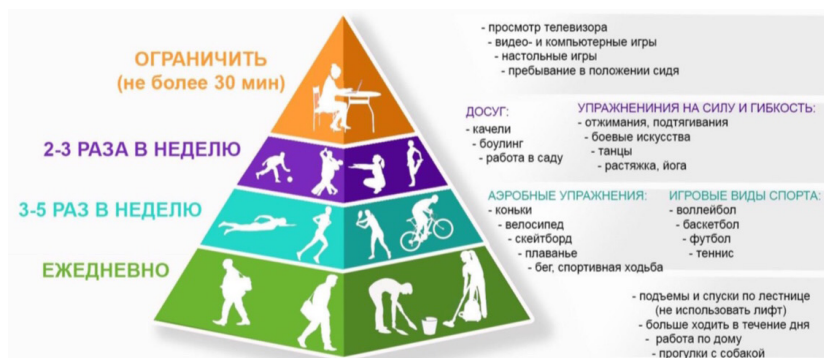 ОГРАНИЧИТЬ
(не более 30 мин)
- просмотр телевизора
- видео- и компьютерные игры
- настольные игры
- пребывание в положении сидя
2-3 РАЗА В НЕДЕЛЮ
ДОСУГ:
- качели
- боулинг
- работа в саду
УПРАЖНЕНИНИЯ НА СИЛУ И ГИБКОСТЬ:
- отжимания, подтягивания
- боевые искусства
- танцы
- растяжка, йога
3-5 РАЗ В НЕДЕЛЮ
АЭРОБНЫЕ УПРАЖНЕНИЯ:
- коньки
- велосипед
- скейтборд
- плаванье
- бег, спортивная ходьба
ИГРОВЫЕ ВИДЫ СПОРТА:
- воллейбол
- баскетбол
- футбол
- теннис
ЕЖЕДНЕВНО
- подъемы и спуски по лестнице
(не использовать лифт)
- больше ходить в течение дня
- работа по дому
- прогулки с собакой